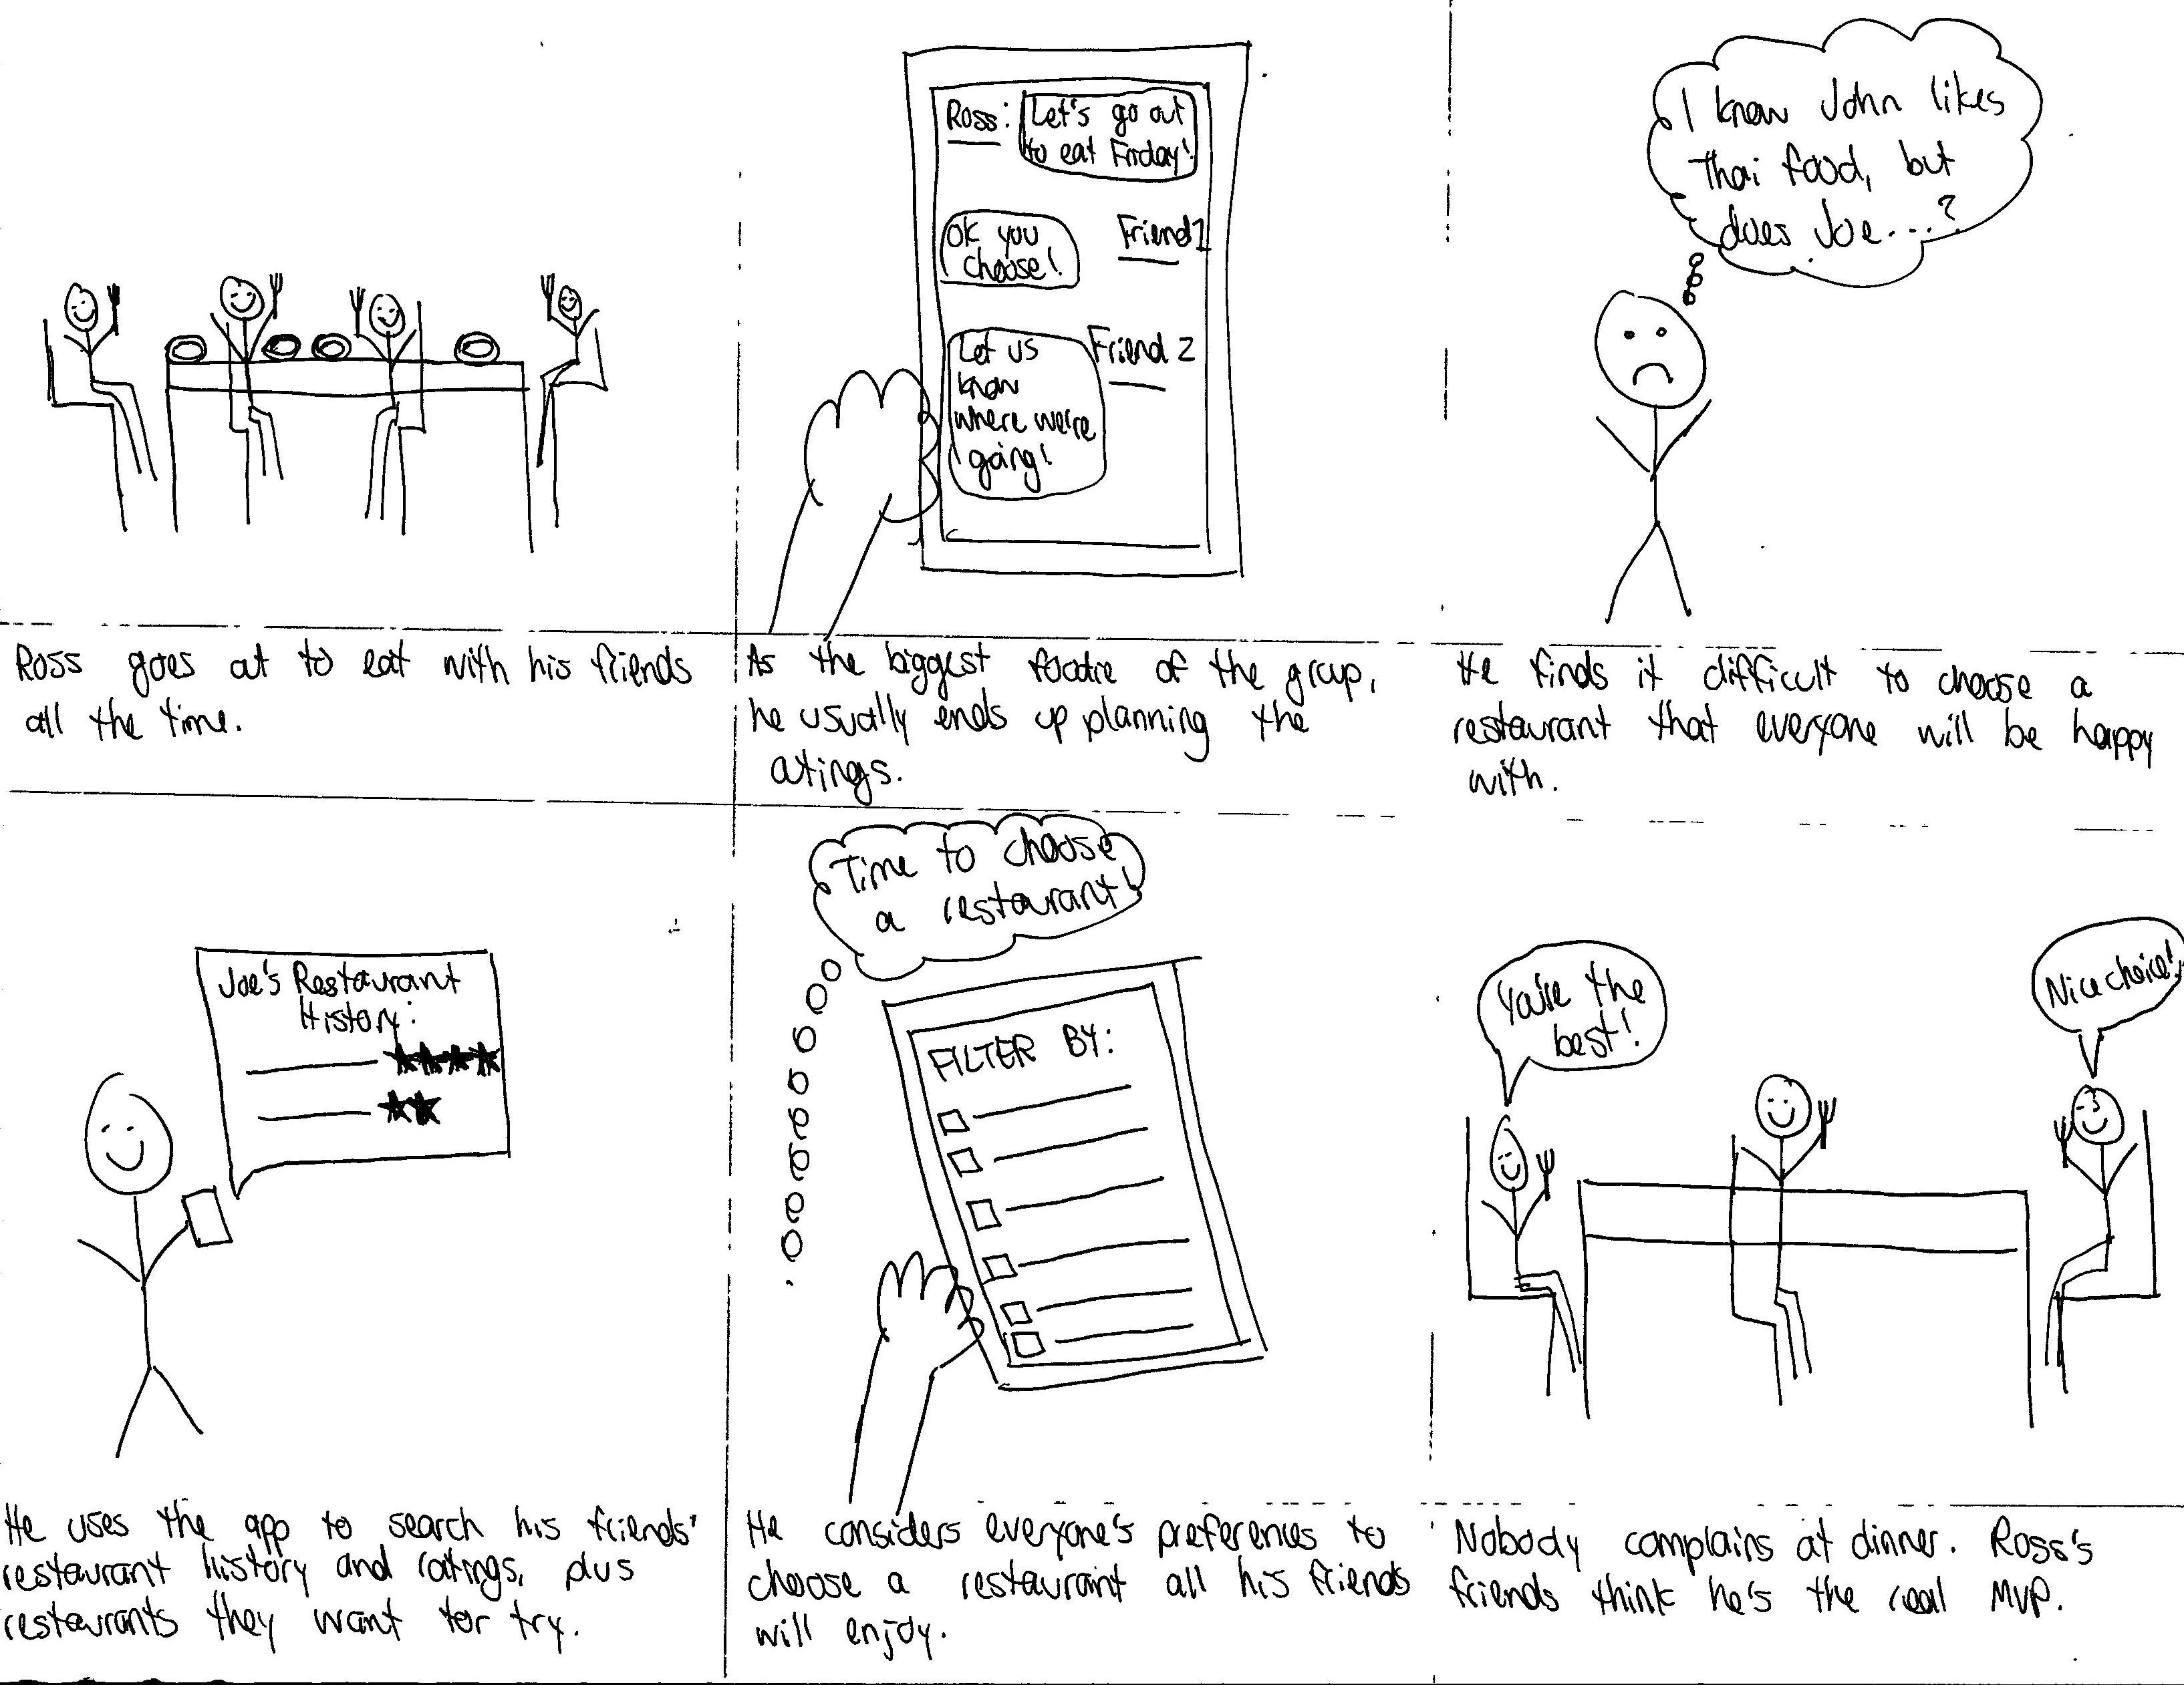 Ross: Let's go out
to eat Friday!
OK you
choose!
Friend 1
Let us
know
where we're
going!
Friend 2
I know John likes
Thai food, but
does Joe...?
Ross goes out to eat with his friends
all the time.
As the biggest foodie of the group,
he usually ends up planning the
outings.
He finds it difficult to choose a
restaurant that everyone will be happy
with.
Joe's Restaurant
History:
Time to choose
a restaurant!
FILTER BY:
You're the
best!
Nice choice!
He uses the app to search his friends'
restaurant history and ratings, plus
restaurants they want tor try.
He considers everyone's preferences to
choose a restaurant all his friends
will enjoy.
Nobody complains at dinner. Ross's
friends think he's the real MVP.